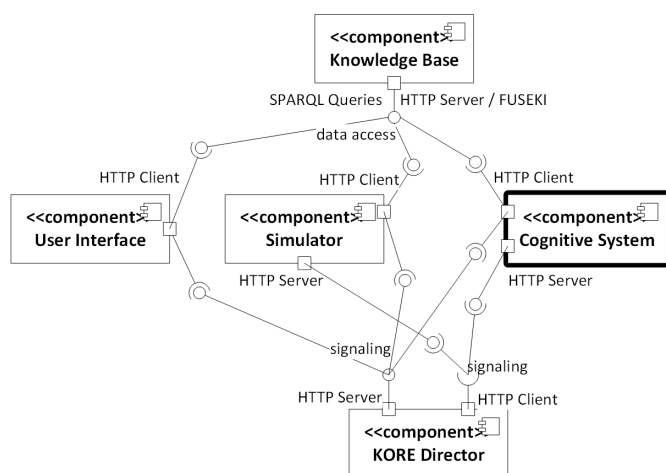 <<component>>
Knowledge Base
SPARQL Queries
HTTP Server / FUSEKI
data access
HTTP Client
HTTP Client
HTTP Client
<<component>>
User Interface
<<component>>
Simulator
<<component>>
Cognitive System
HTTP Server
HTTP Server
signaling
signaling
HTTP Server
HTTP Client
<<component>>
KORE Director